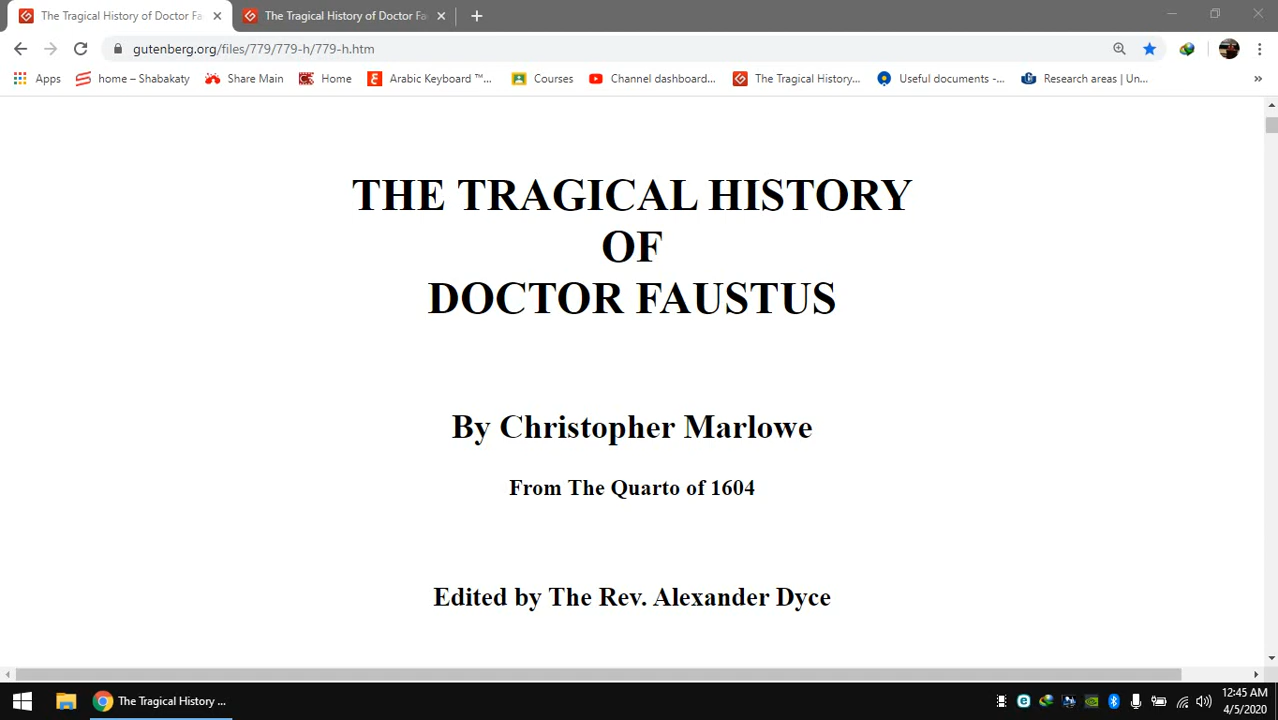 The Tragical History of Doctor Fa
The Tragical History of Doctor Fa
gutenberg.org/files/779/779-h/779-h.htm
Apps
home – Shabakaty
Share Main
Home
Arabic Keyboard ™...
Courses
Channel dashboard...
The Tragical History...
Useful documents -...
Research areas | Un...
THE TRAGICAL HISTORY
OF
DOCTOR FAUSTUS
By Christopher Marlowe
From The Quarto of 1604
Edited by The Rev. Alexander Dyce
The Tragical History ...
12:45 AM
4/5/2020